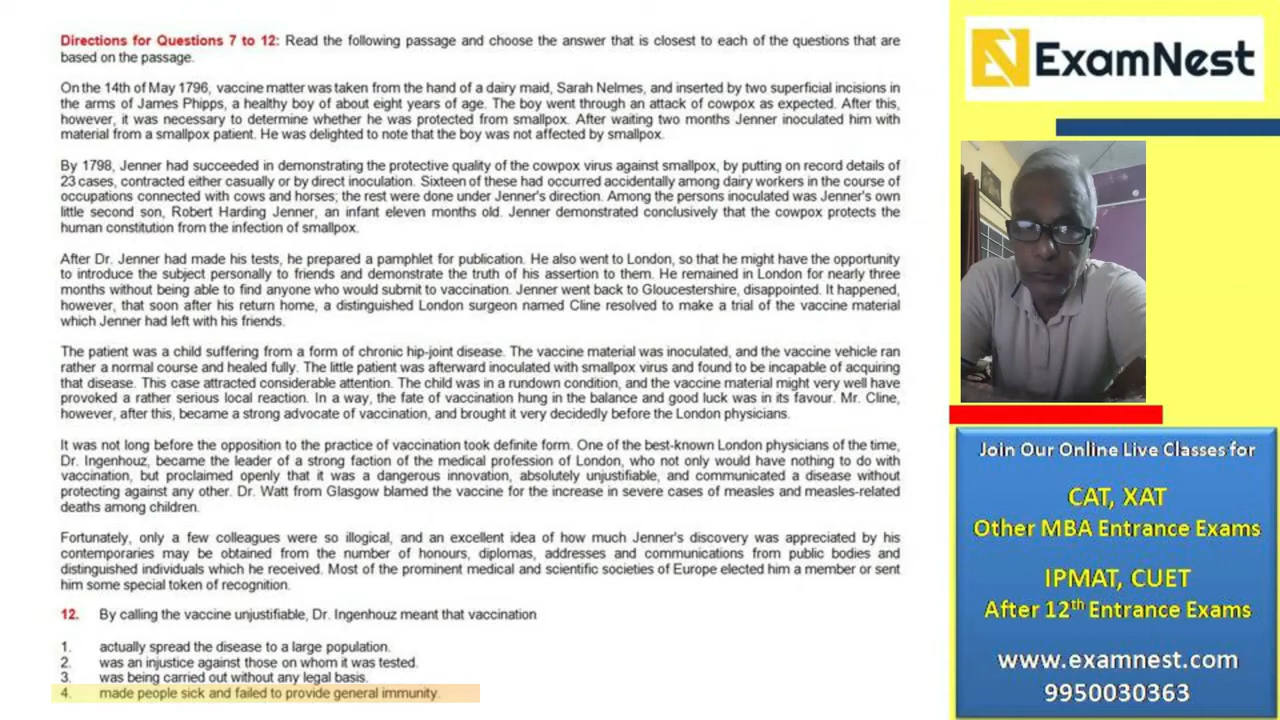 Directions for Questions 7 to 12: Read the following passage and choose the answer that is closest to each of the questions that are
based on the passage.
On the 14th of May 1796, vaccine matter was taken from the hand of a dairy maid, Sarah Nelmes, and inserted by two superficial incisions in
the arms of James Phipps, a healthy boy of about eight years of age. The boy went through an attack of cowpox as expected. After this,
however, it was necessary to determine whether he was protected from smallpox. After waiting two months Jenner inoculated him with
material from a smallpox patient. He was delighted to note that the boy was not affected by smallpox.
By 1798, Jenner had succeeded in demonstrating the protective quality of the cowpox virus against smallpox, by putting on record details of
23 cases, contracted either casually or by direct inoculation. Sixteen of these had occurred accidentally among dairy workers in the course of
occupations connected with cows and horses; the rest were done under Jenner's direction. Among the persons inoculated was Jenner's own
little second son, Robert Harding Jenner, an infant eleven months old. Jenner demonstrated conclusively that the cowpox protects the
human constitution from the infection of smallpox.
After Dr. Jenner had made his tests, he prepared a pamphlet for publication. He also went to London, so that he might have the opportunity
to introduce the subject personally to friends and demonstrate the truth of his assertion to them. He remained in London for nearly three
months without being able to find anyone who would submit to vaccination. Jenner went back to Gloucestershire, disappointed. It happened,
however, that soon after his return home, a distinguished London surgeon named Cline resolved to make a trial of the vaccine material
which Jenner had left with his friends.
The patient was a child suffering from a form of chronic hip-joint disease. The vaccine material was inoculated, and the vaccine vehicle ran
rather a normal course and healed fully. The little patient was afterward inoculated with smallpox virus and found to be incapable of acquiring
that disease. This case attracted considerable attention. The child was in a rundown condition, and the vaccine material might very well have
provoked a rather serious local reaction. In a way, the fate of vaccination hung in the balance and good luck was in its favour. Mr. Cline,
however, after this, became a strong advocate of vaccination, and brought it very decidedly before the London physicians.
It was not long before the opposition to the practice of vaccination took definite form. One of the best-known London physicians of the time,
Dr. Ingenhouz, became the leader of a strong faction of the medical profession of London, who not only would have nothing to do with
vaccination, but proclaimed openly that it was a dangerous innovation, absolutely unjustifiable, and communicated a disease without
protecting against any other. Dr. Watt from Glasgow blamed the vaccine for the increase in severe cases of measles and measles-related
deaths among children.
Fortunately, only a few colleagues were so illogical, and an excellent idea of how much Jenner's discovery was appreciated by his
contemporaries may be obtained from the number of honours, diplomas, addresses and communications from public bodies and
distinguished individuals which he received. Most of the prominent medical and scientific societies of Europe elected him a member or sent
him some special token of recognition.
12. By calling the vaccine unjustifiable, Dr. Ingenhouz meant that vaccination
1. actually spread the disease to a large population.
2. was an injustice against those on whom it was tested.
3. was being carried out without any legal basis.
4. made people sick and failed to provide general immunity.
ExamNest
Join Our Online Live Classes for
CAT, XAT
Other MBA Entrance Exams
IPMAT, CUET
After 12th Entrance Exams
www.examnest.com
9950030363